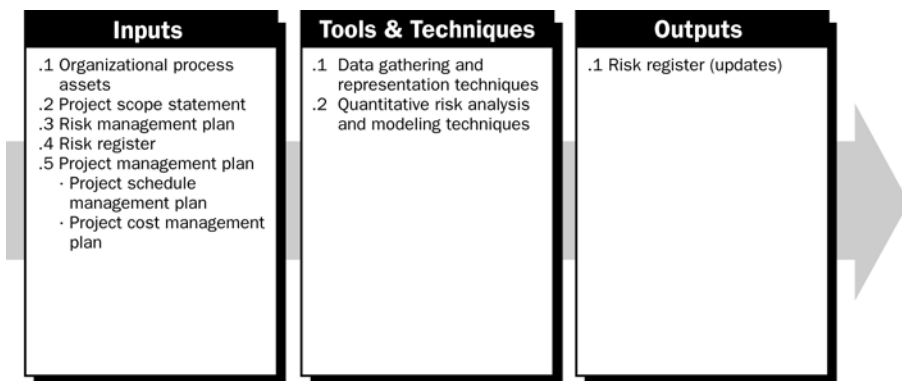 Inputs
.1 Organizational process
assets
.2 Project scope statement
.3 Risk management plan
.4 Risk register
.5 Project management plan
· Project schedule
management plan
· Project cost management
plan
Tools & Techniques
.1 Data gathering and
representation techniques
.2 Quantitative risk analysis
and modeling techniques
Outputs
.1 Risk register (updates)